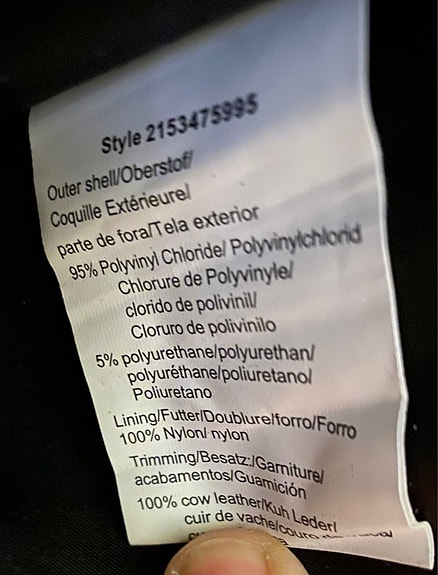 Style 2153475995
Outer shell/Oberstof/
Coquille Extérieure/
parte de fora/Tela exterior
95% Polyvinyl Chloride/ Polyvinylchlorid
Chlorure de Polyvinyle/
clorido de polivinil/
Cloruro de polivinilo
5% polyurethane/polyurethan/
polyuréthane/poliuretano/
Poliuretano
Lining/Futter/Doublure/forro/Forro
100% Nylon/ nylon
Trimming/Besatz:/Garniture/
acabamentos/Guarnición
100% cow leather/Kuh Leder/
cuir de vache/couro